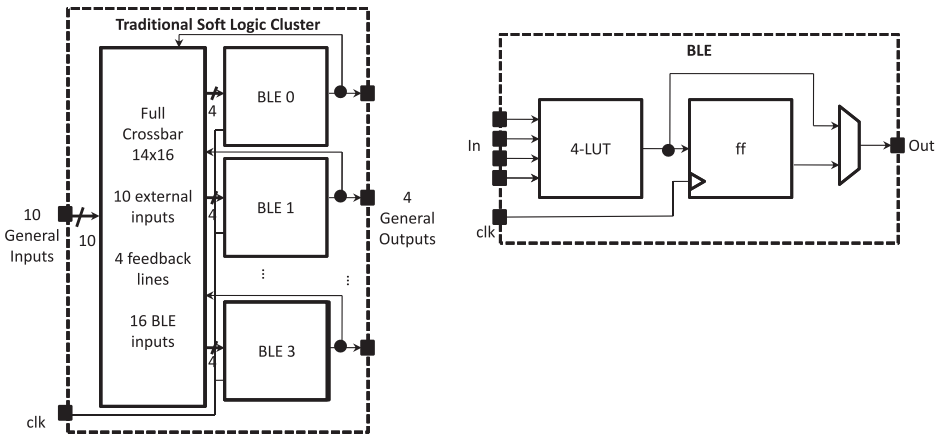 Traditional Soft Logic Cluster
Full
Crossbar
14x16
10 external
inputs
4 feedback
lines
16 BLE
inputs
10
General
Inputs
10
clk
4
BLE 0
4
BLE 1
...
...
4
BLE 3
4
General
Outputs
BLE
In
clk
4-LUT
ff
Out